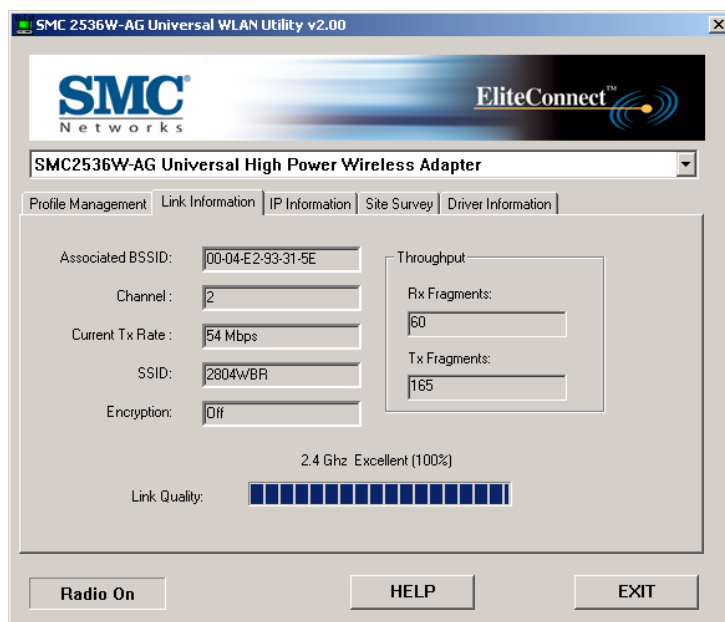 SMC 2536W-AG Universal WLAN Utility v2.00
SMC®
Networks
EliteConnect™
SMC2536W-AG Universal High Power Wireless Adapter
Profile Management Link Information IP Information Site Survey Driver Information
Associated BSSID: 00-04-E2-93-31-5E
Channel : 2
Current Tx Rate : 54 Mbps
SSID: 2804WBR
Encryption: Off
Throughput
Rx Fragments:
60
Tx Fragments:
165
2.4 Ghz Excellent (100%)
Link Quality:
Radio On HELP EXIT